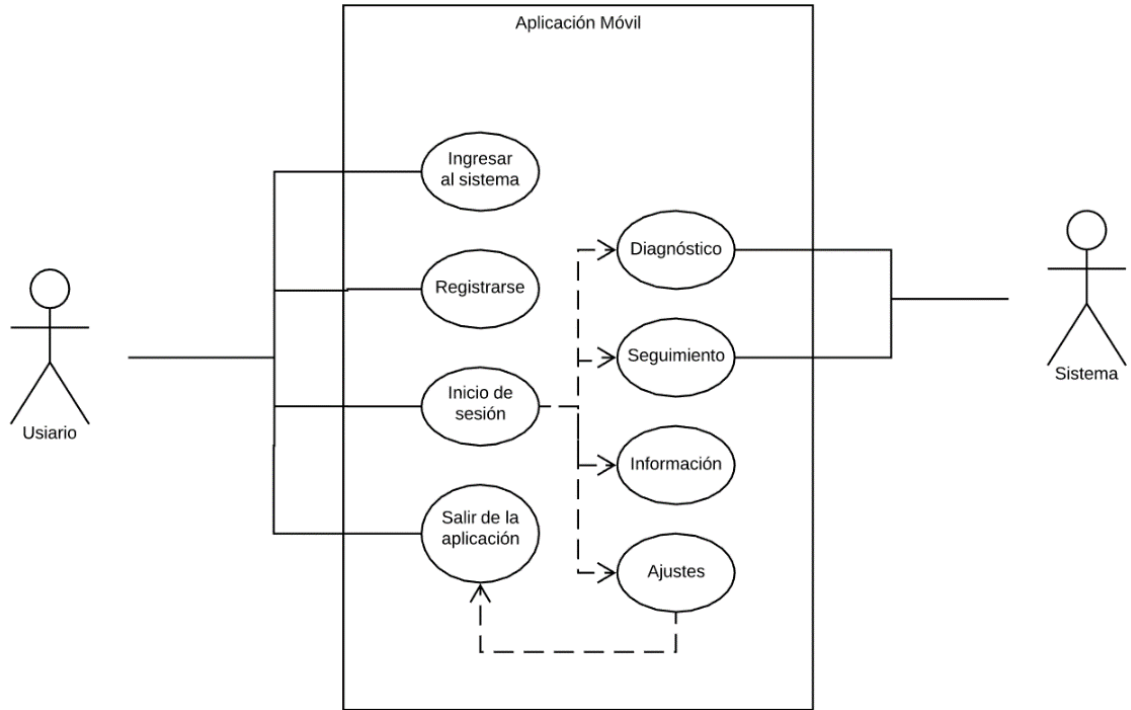 Aplicación Móvil
Ingresar
al sistema
Registrarse
Inicio de
sesión
Salir de la
aplicación
Diagnóstico
Seguimiento
Información
Ajustes
Usiario
Sistema